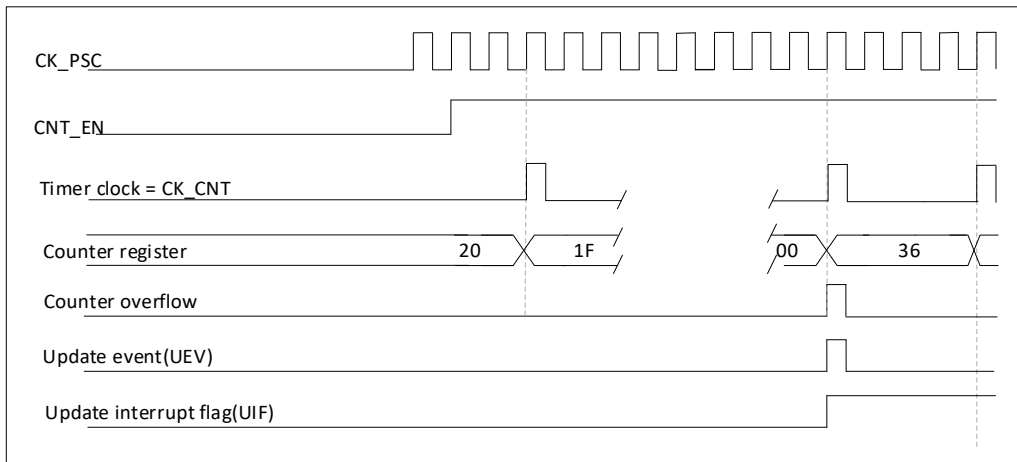 CK_PSC
CNT_EN
Timer clock = CK_CNT
Counter register 20 1F 00 36
Counter overflow
Update event(UEV)
Update interrupt flag(UIF)